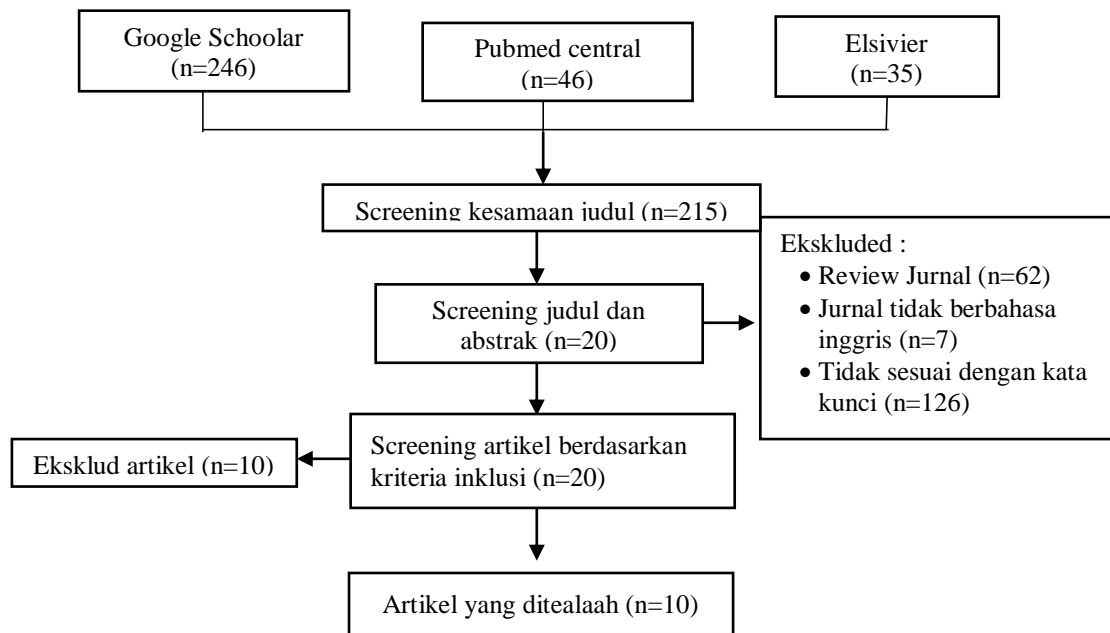 Google Schoolar
(n=246)
Pubmed central
(n=46)
Elsivier
(n=35)
Screening kesamaan judul (n=215)
Ekskluded :
• Review Jurnal (n=62)
• Jurnal tidak berbahasa
inggris (n=7)
• Tidak sesuai dengan kata
kunci (n=126)
Screening judul dan
abstrak (n=20)
Screening artikel berdasarkan
kriteria inklusi (n=20)
Eksklud artikel (n=10)
Artikel yang ditealaah (n=10)